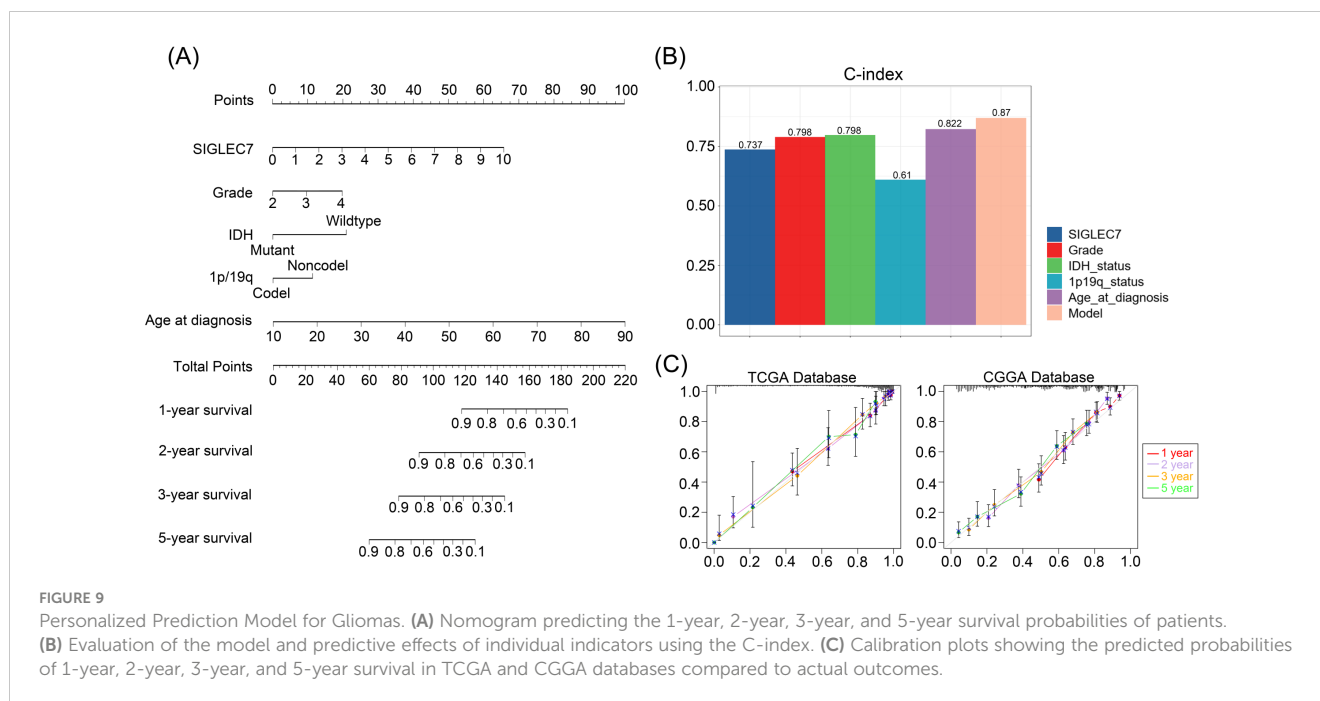 (A)
Points
0 10 20 30 40 50 60 70 80 90 100
SIGLEC7
0 1 2 3 4 5 6 7 8 9 10
Grade
2 3 4
Wildtype
IDH
Mutant
Noncodel
1p/19q
Codel
Age at diagnosis
10 20 30 40 50 60 70 80 90
Toltal Points
0 20 40 60 80 100 120 140 160 180 200 220
1-year survival
0.9 0.8 0.6 0.3 0.1
2-year survival
0.9 0.8 0.6 0.3 0.1
3-year survival
0.9 0.8 0.6 0.3 0.1
5-year survival
0.9 0.8 0.6 0.3 0.1
(B)
C-index
1.00
0.75
0.50
0.25
0.00
0.737
0.798
0.798
0.61
0.822
0.87
SIGLEC7
Grade
IDH_status
1p19q_status
Age_at_diagnosis
Model
(C)
TCGA Database
1.0
0.8
0.6
0.4
0.2
0.0
0.0 0.2 0.4 0.6 0.8 1.0
CGGA Database
1.0
0.8
0.6
0.4
0.2
0.0
0.0 0.2 0.4 0.6 0.8 1.0
1 year
2 year
3 year
5 year
FIGURE 9
Personalized Prediction Model for Gliomas. (A) Nomogram predicting the 1-year, 2-year, 3-year, and 5-year survival probabilities of patients.
(B) Evaluation of the model and predictive effects of individual indicators using the C-index. (C) Calibration plots showing the predicted probabilities
of 1-year, 2-year, 3-year, and 5-year survival in TCGA and CGGA databases compared to actual outcomes.